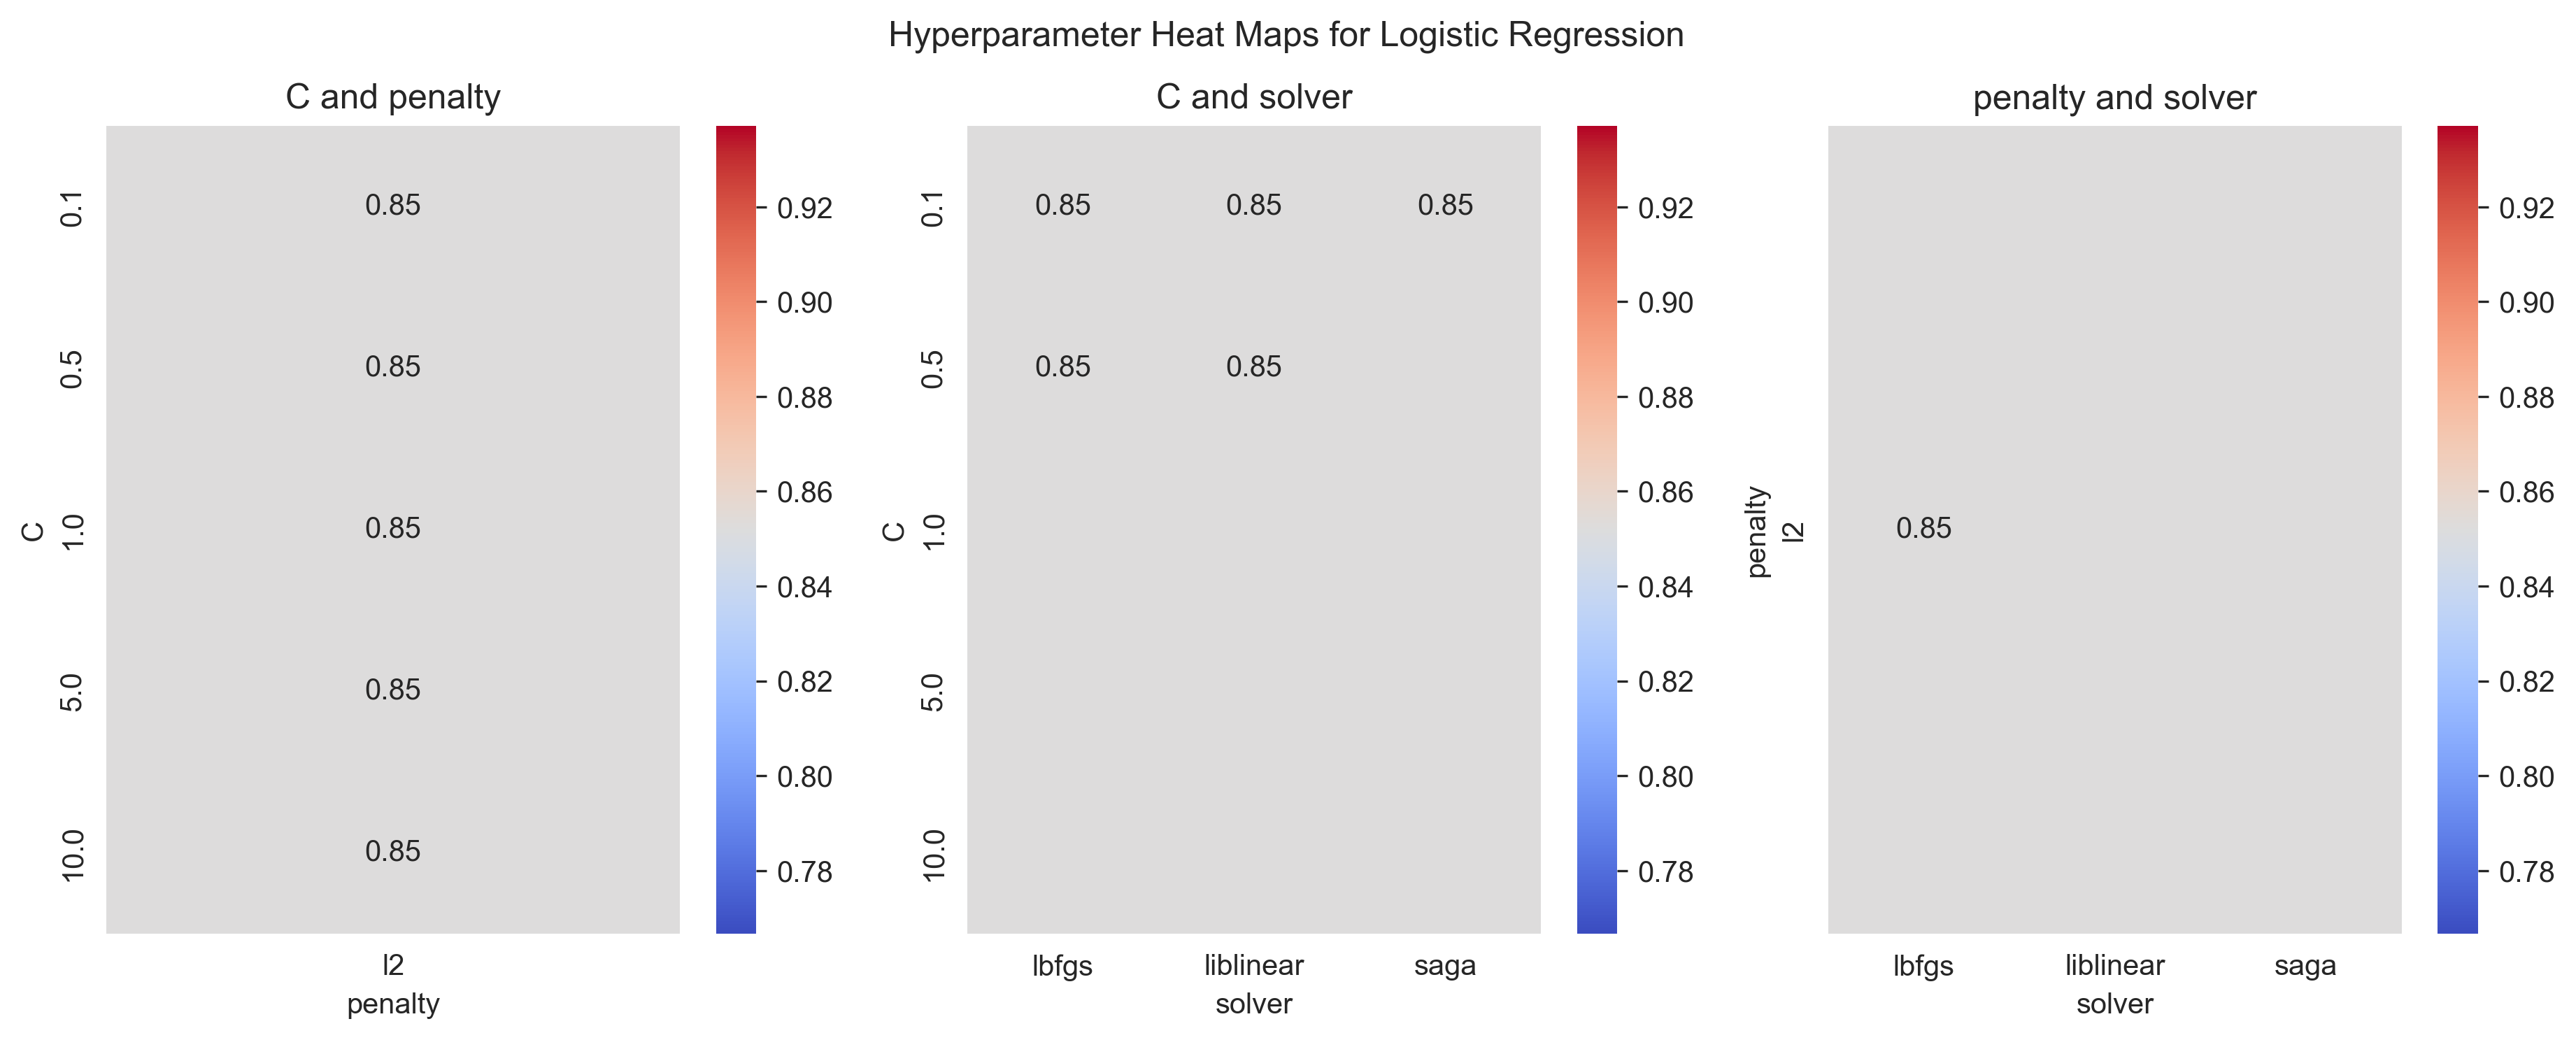 Hyperparameter Heat Maps for Logistic Regression
C and penalty
0.1
0.5
1.0
5.0
10.0
C
0.85
0.85
0.85
0.85
0.85
l2
penalty
0.92
0.90
0.88
0.86
0.84
0.82
0.80
0.78
C and solver
0.1
0.5
1.0
5.0
10.0
C
0.85 0.85 0.85
0.85 0.85
lbfgs liblinear saga
solver
0.92
0.90
0.88
0.86
0.84
0.82
0.80
0.78
penalty and solver
penalty
l2
0.85
lbfgs liblinear saga
solver
0.92
0.90
0.88
0.86
0.84
0.82
0.80
0.78